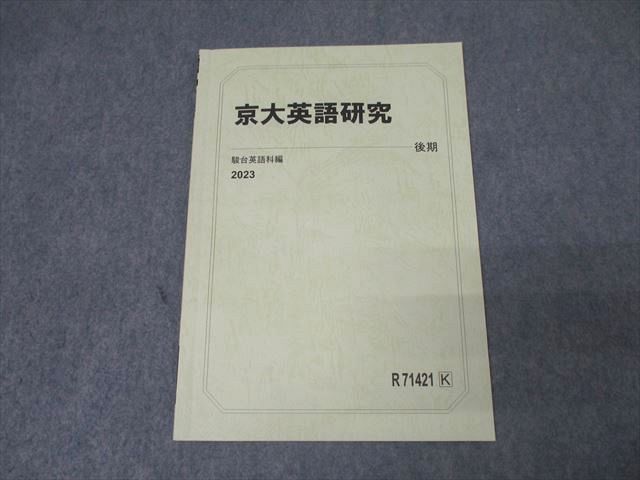 京大英語研究
後期
駿台英語科編
2023
R71421 K